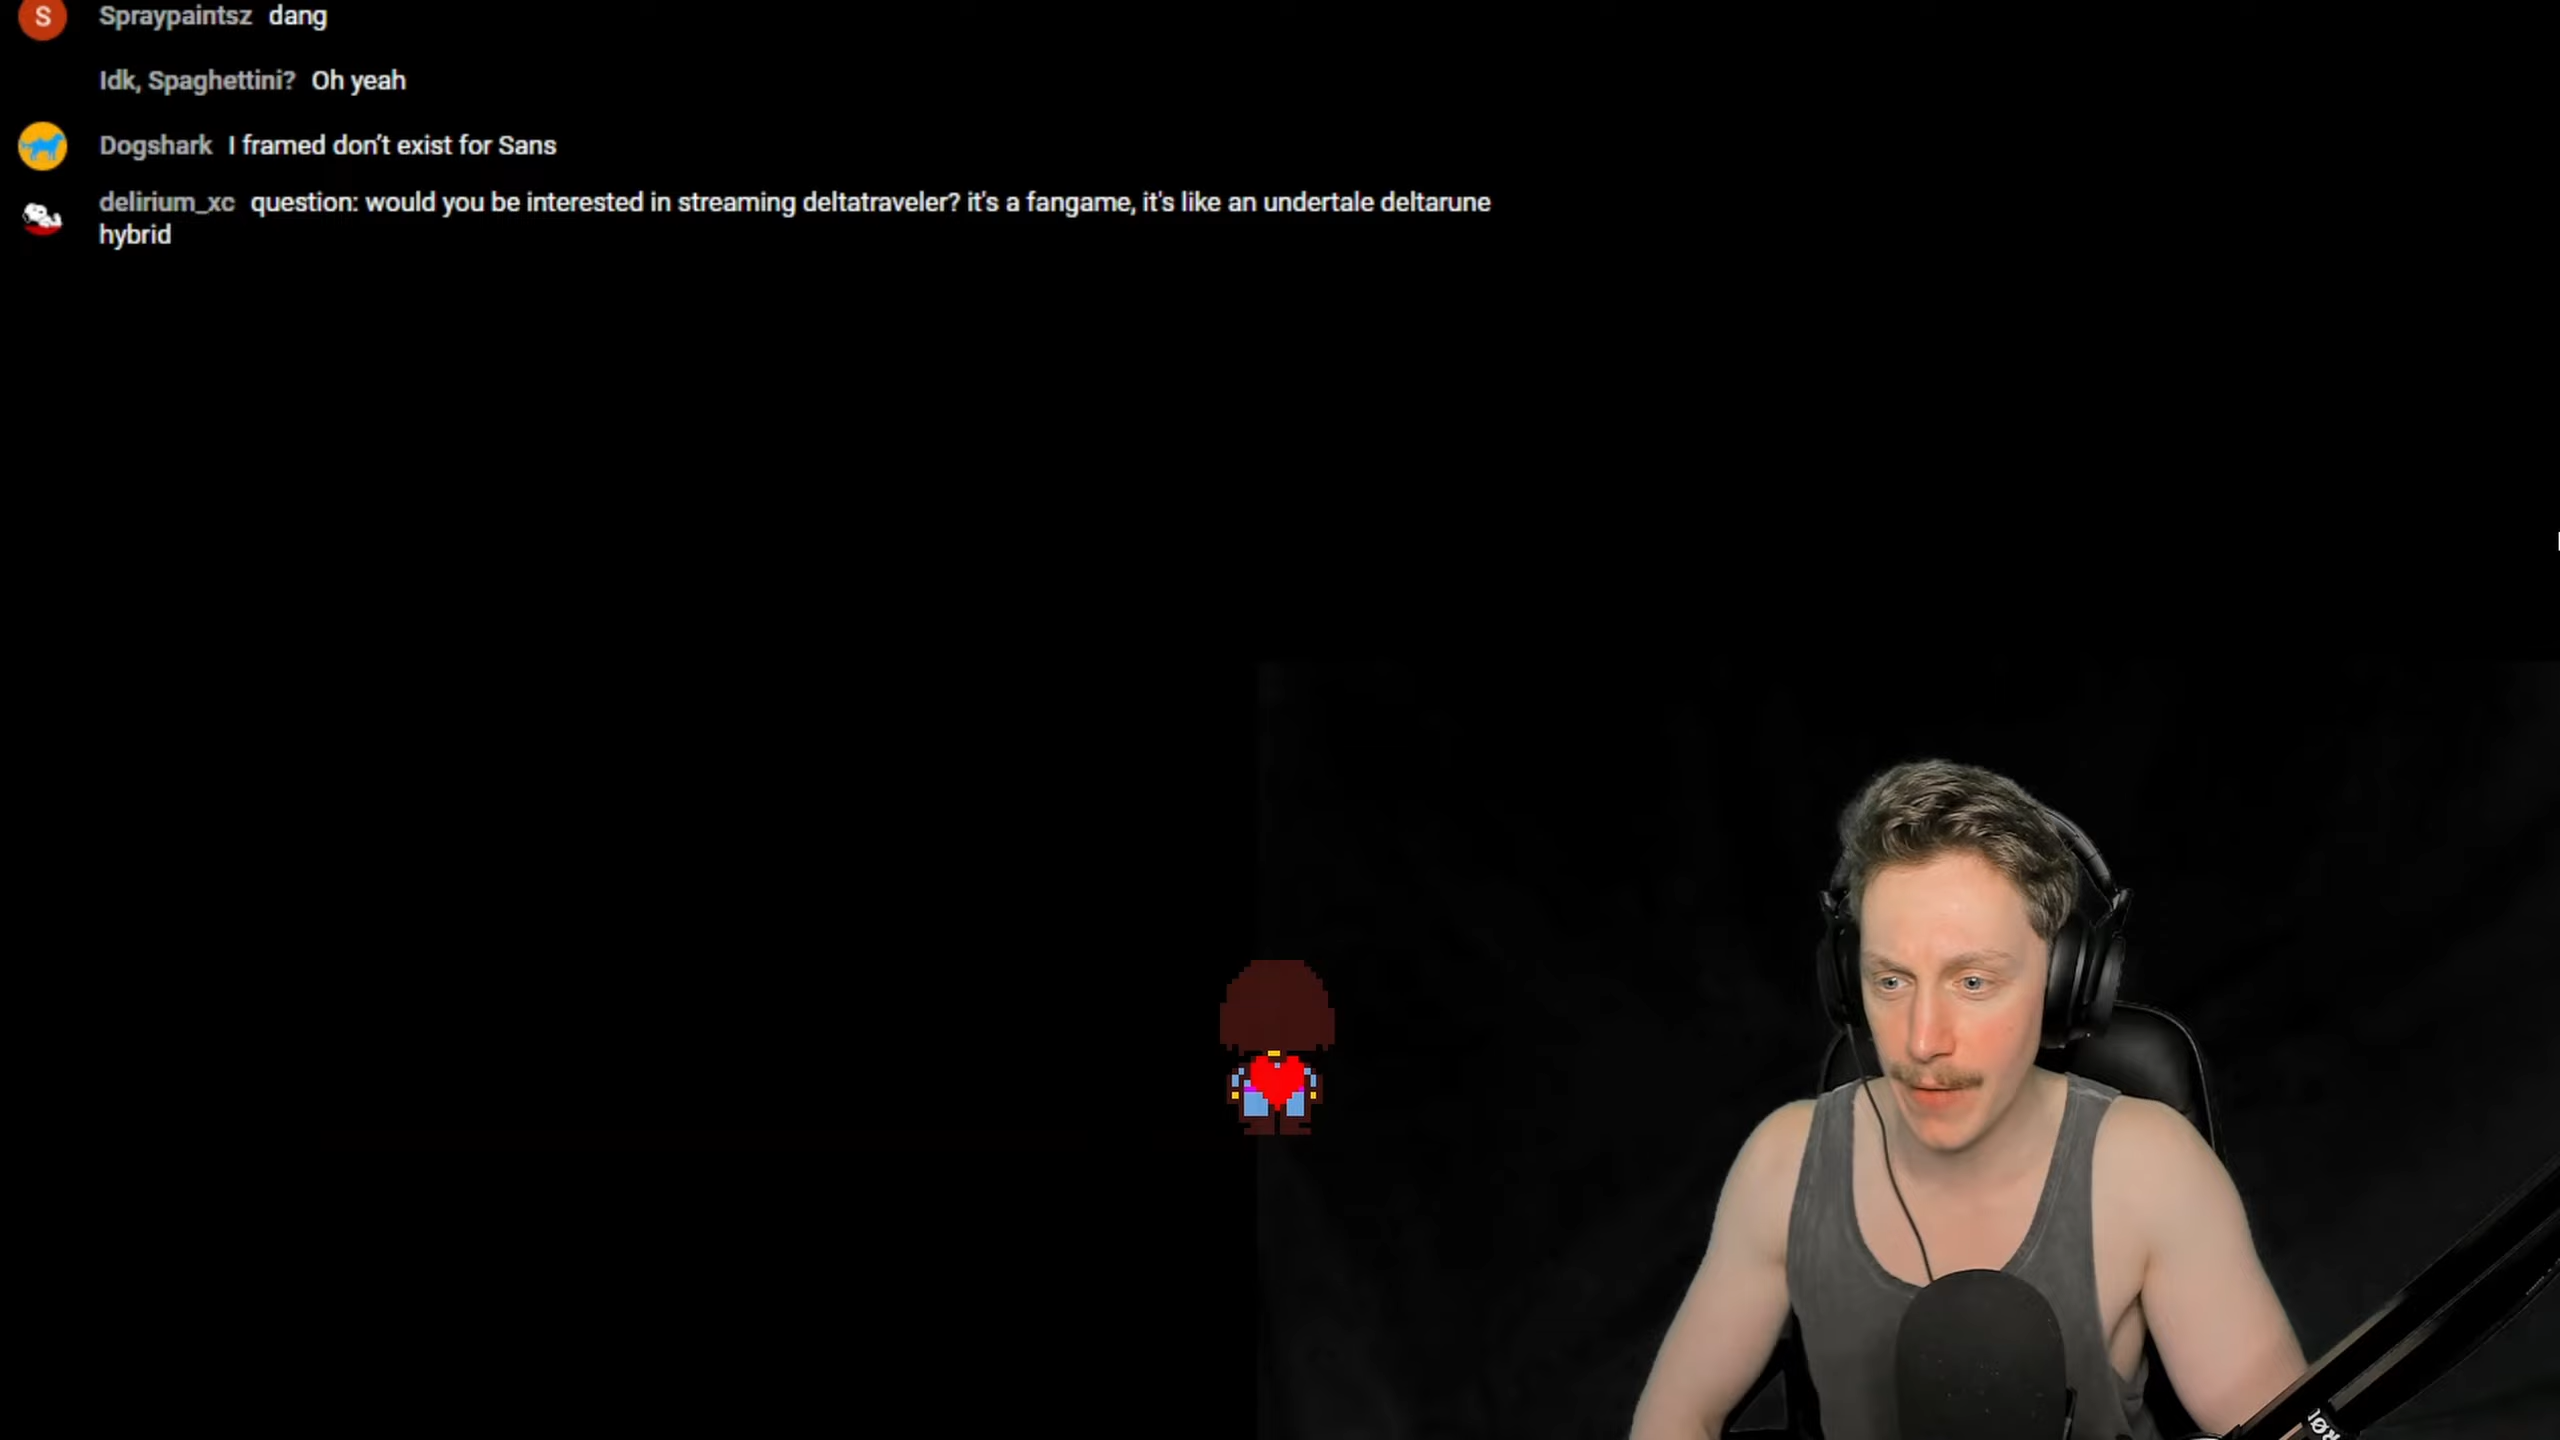 S
Spraypaintsz dang
Idk, Spaghettini? Oh yeah
Dogshark I framed don't exist for Sans
delirium_xc question: would you be interested in streaming deltatraveler? it's a fangame, it's like an undertale deltarune
hybrid